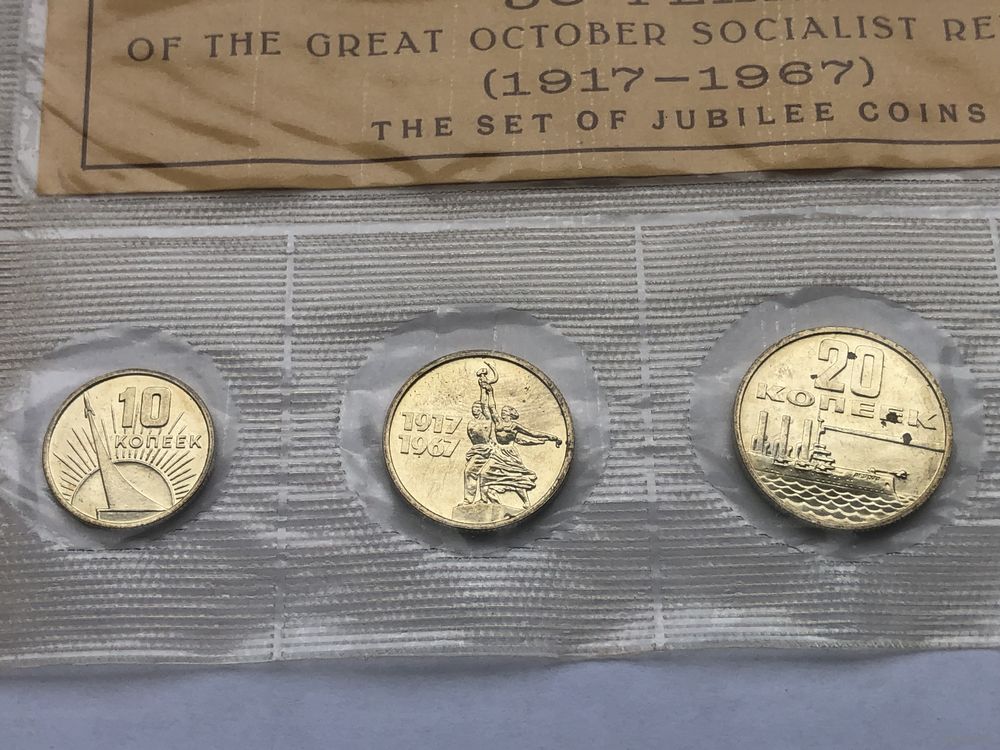 OF THE GREAT OCTOBER SOCIALIST RE
(1917–1967)
THE SET OF JUBILEE COINS
10
КОПЕЕК
1917
1967
20
КОПЕЕК